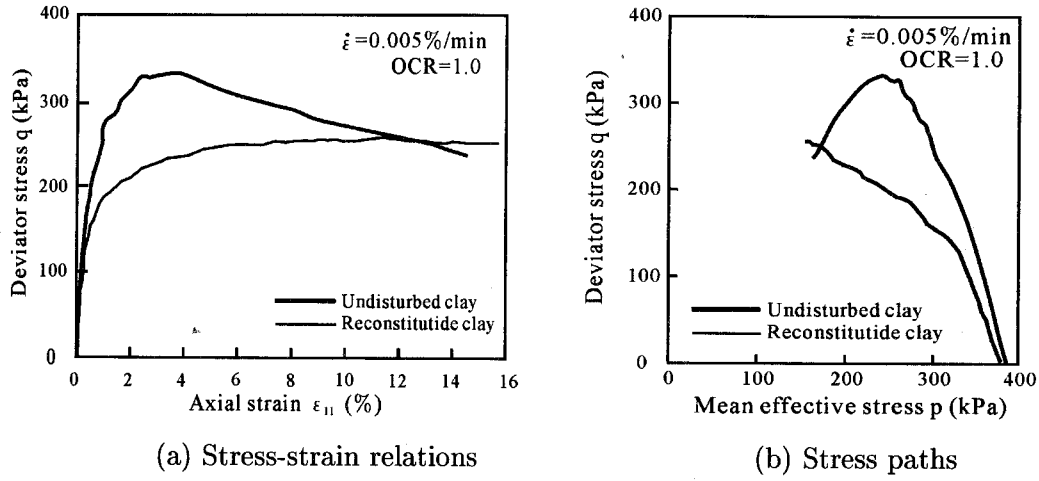 400
300
200
100
0
Deviator stress q (kPa)
ε̇=0.005%/min
OCR=1.0
Undisturbed clay
Reconstitutide clay
0 2 4 6 8 10 12 14 16
Axial strain ε₁₁ (%)
(a) Stress-strain relations
400
300
200
100
0
Deviator stress q (kPa)
ε̇=0.005%/min
OCR=1.0
Undisturbed clay
Reconstitutide clay
0 100 200 300 400
Mean effective stress p (kPa)
(b) Stress paths